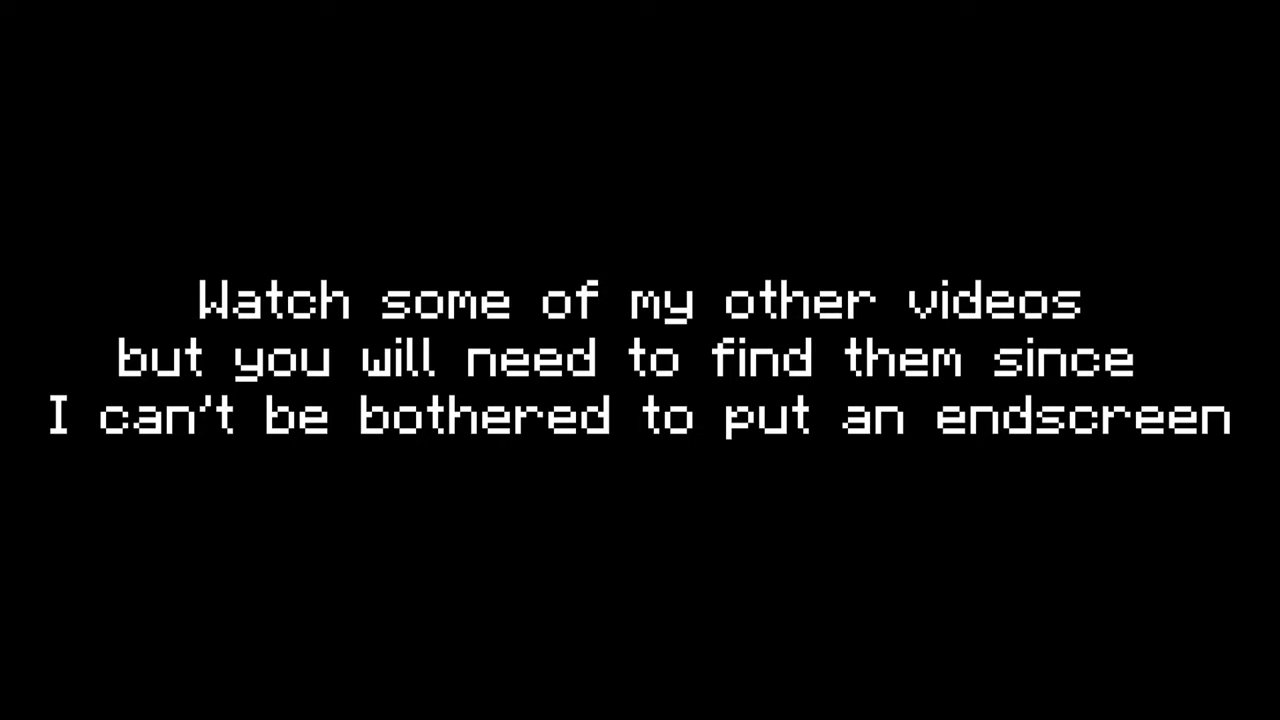 Watch some of my other videos
but you will need to find them since
I can't be bothered to put an endscreen